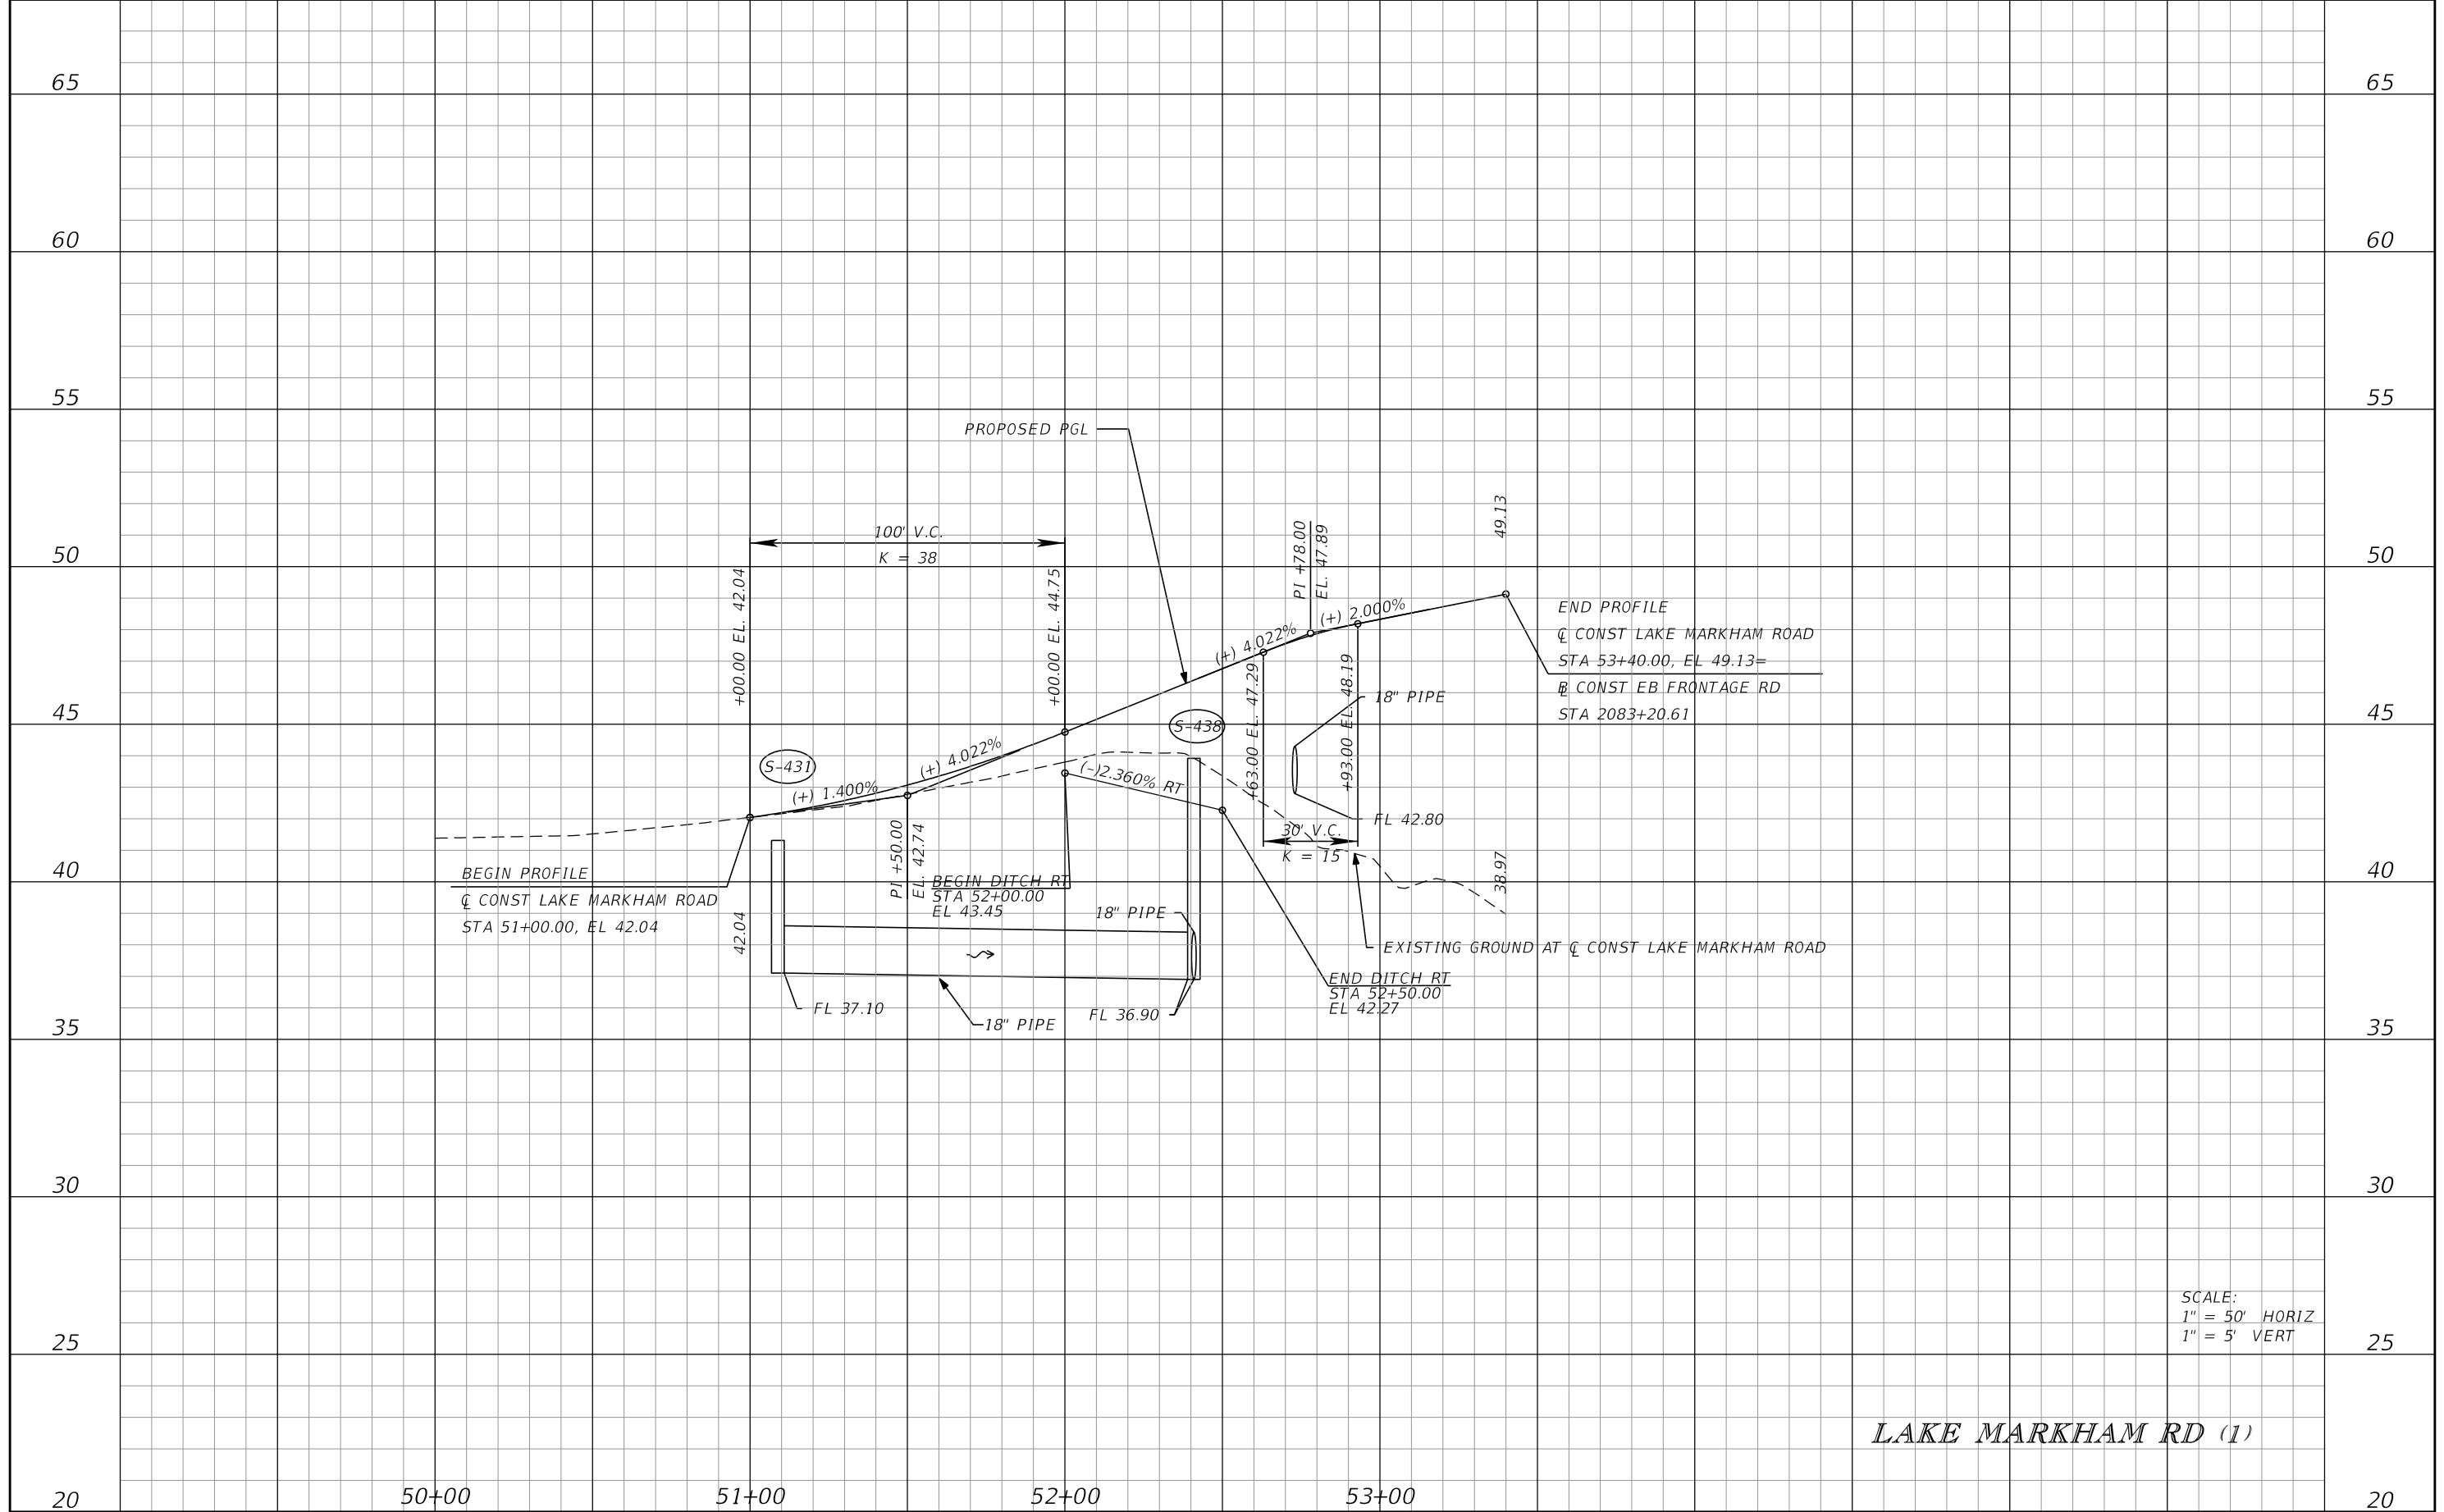 65
65
60
60
55
55
PROPOSED PGL
49.13
100' V.C.
K = 38
PI +78.00
EL. 47.89
50
50
+00.00 EL. 42.04
+00.00 EL. 44.75
(+) 2.000%
(+) 4.022%
END PROFILE
℄ CONST LAKE MARKHAM ROAD
STA 53+40.00, EL 49.13=
B CONST EB FRONTAGE RD
STA 2083+20.61
+63.00 EL. 47.29
+93.00 EL. 48.19
18" PIPE
45
45
S-438
S-431
(+) 4.022%
(-)2.360% RT
(+) 1.400%
FL 42.80
30' V.C.
K = 15
PI +50.00
EL. 42.74
38.97
40
40
BEGIN PROFILE
℄ CONST LAKE MARKHAM ROAD
STA 51+00.00, EL 42.04
42.04
BEGIN DITCH RT
STA 52+00.00
EL 43.45
18" PIPE
EXISTING GROUND AT ℄ CONST LAKE MARKHAM ROAD
END DITCH RT
STA 52+50.00
EL 42.27
FL 37.10
18" PIPE
FL 36.90
35
35
30
30
SCALE:
1" = 50' HORIZ
1" = 5' VERT
25
25
LAKE MARKHAM RD (1)
20
50+00
51+00
52+00
53+00
20